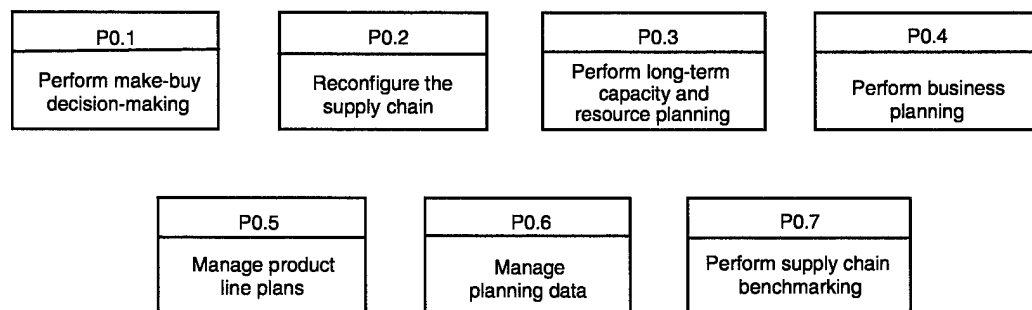 P0.1
Perform make-buy
decision-making
P0.2
Reconfigure the
supply chain
P0.3
Perform long-term
capacity and
resource planning
P0.4
Perform business
planning
P0.5
Manage product
line plans
P0.6
Manage
planning data
P0.7
Perform supply chain
benchmarking